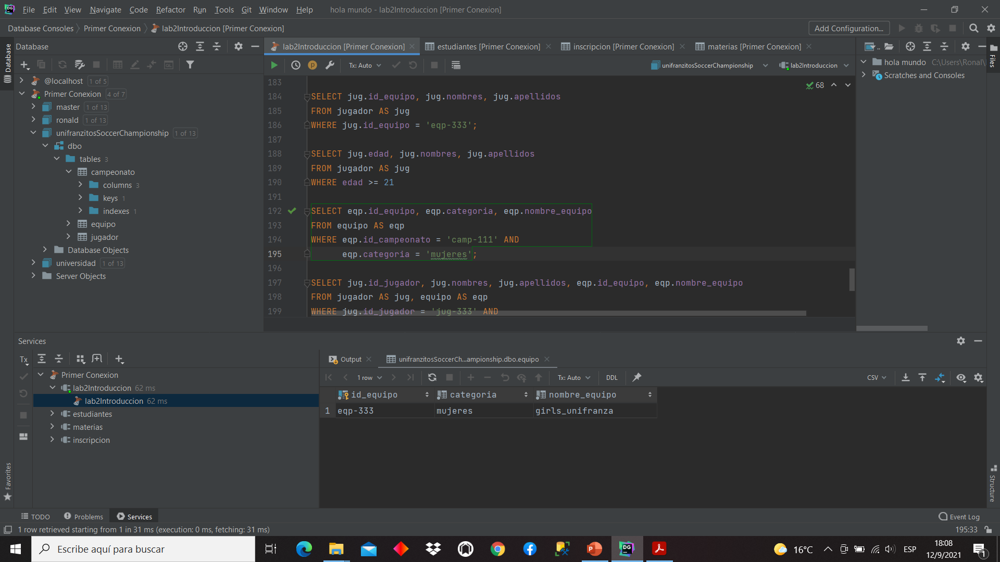 File Edit View Navigate Code Refactor Run Tools Git Window Help hola mundo - lab2Introduccion [Primer Conexion]
Database Consoles Primer Conexion lab2Introduccion [Primer Conexion] Add Configuration...
Database
Database
@localhost 1 of 5
Primer Conexion 4 of 7
master 1 of 13
ronald 1 of 13
unifranzitosSoccerChampionship 1 of 13
dbo
tables 3
campeonato
columns 3
keys 1
indexes 1
equipo
jugador
Database Objects
universidad 1 of 13
Server Objects
lab2Introduccion [Primer Conexion] estudiantes [Primer Conexion] inscripcion [Primer Conexion] materias [Primer Conexion]
Tx: Auto unifranzitosSoccerChampionship lab2Introduccion
68
183
184 SELECT jug.id_equipo, jug.nombres, jug.apellidos
185 FROM jugador AS jug
186 WHERE jug.id_equipo = 'eqp-333';
187
188 SELECT jug.edad, jug.nombres, jug.apellidos
189 FROM jugador AS jug
190 WHERE edad >= 21
191
192 SELECT eqp.id_equipo, eqp.categoria, eqp.nombre_equipo
193 FROM equipo AS eqp
194 WHERE eqp.id_campeonato = 'camp-111' AND
195 eqp.categoria = 'mujeres';
196
197 SELECT jug.id_jugador, jug.nombres, jug.apellidos, eqp.id_equipo, eqp.nombre_equipo
198 FROM jugador AS jug, equipo AS eqp
199 WHERE jug.id_jugador = 'jug-333' AND
hola mundo C:\Users\Ronal\
Scratches and Consoles
Files
Services
Tx
Primer Conexion
lab2Introduccion 62 ms
lab2Introduccion 62 ms
estudiantes
materias
inscripcion
Output unifranzitosSoccerCh...ampionship.dbo.equipo
1 row Tx: Auto DDL CSV
id_equipo categoria nombre_equipo
1 eqp-333 mujeres girls_unifranza
Favorites
Structure
TODO Problems Services Event Log
1 row retrieved starting from 1 in 31 ms (execution: 0 ms, fetching: 31 ms) 195:33
Escribe aquí para buscar 16°C ESP 18:08
12/9/2021
1